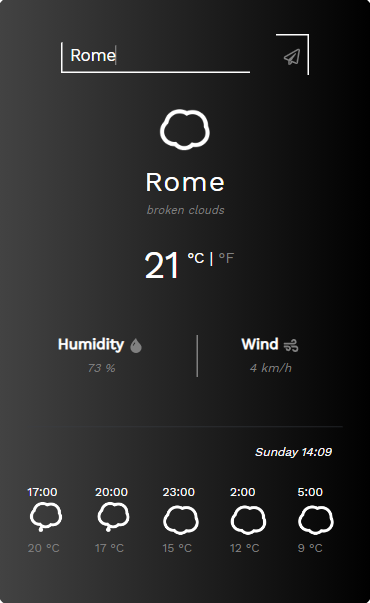 Rome
Rome
broken clouds
21 °C | °F
Humidity Wind
73 % 4 km/h
Sunday 14:09
17:00 20:00 23:00 2:00 5:00
20 °C 17 °C 15 °C 12 °C 9 °C